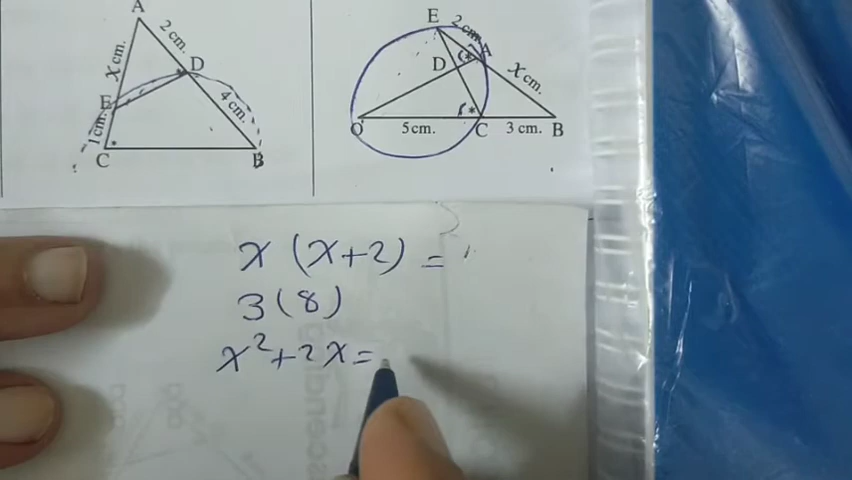 A
2 cm.
x cm.
D
E
4 cm.
1 cm.
C
B
E
2 cm.
A
D
x cm.
O
5 cm.
C
3 cm.
B
x (x+2) =
3 (8)
x² + 2x =